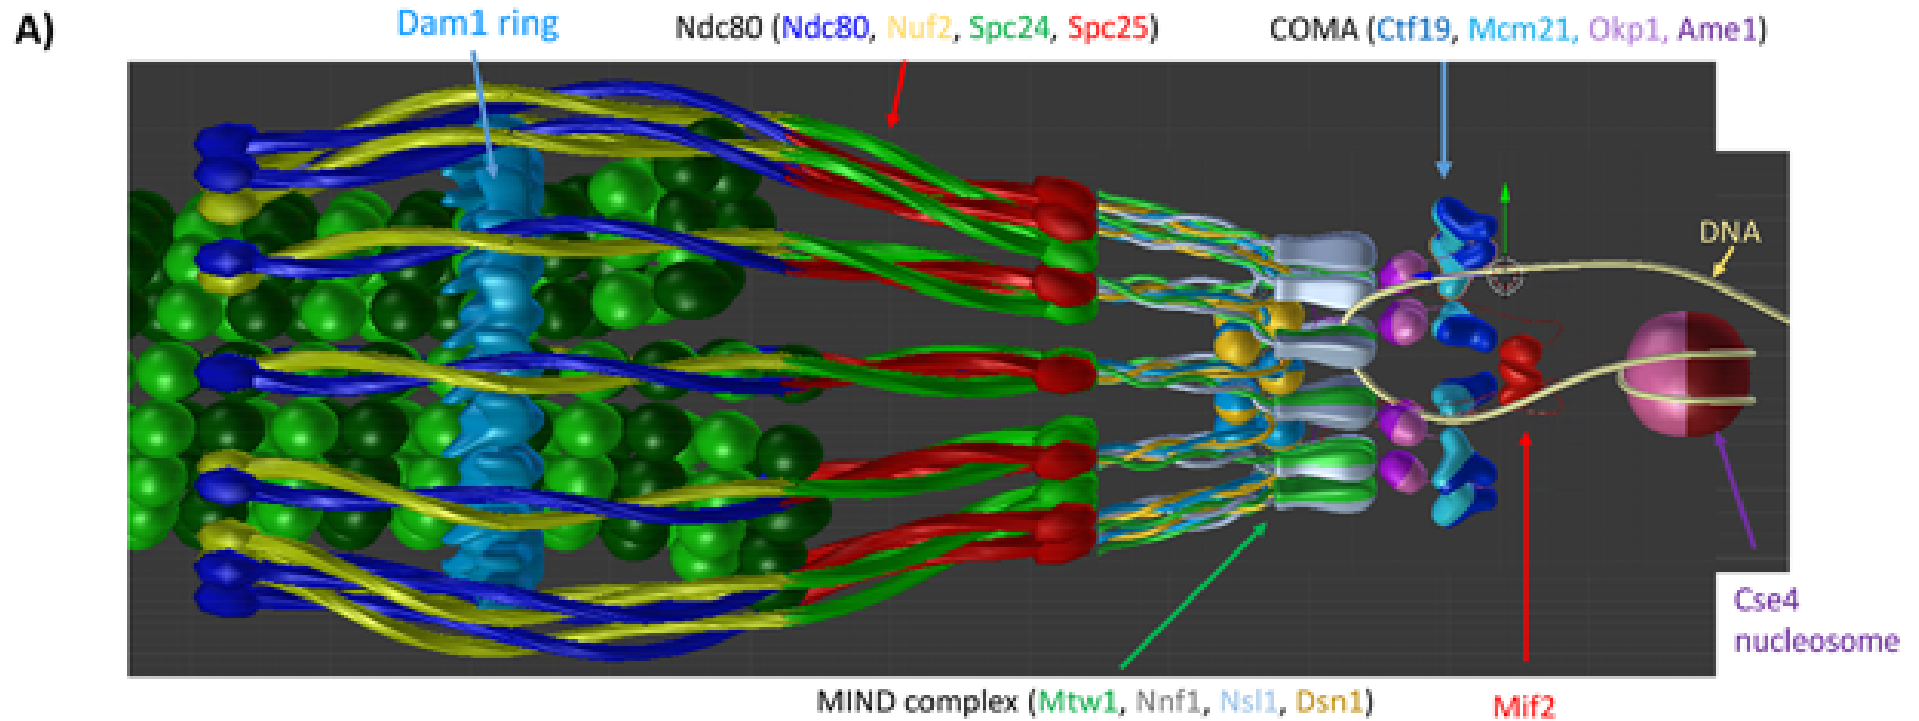 A)
Dam1 ring
Ndc80 (Ndc80, Nuf2, Spc24, Spc25)
COMA (Ctf19, Mcm21, Okp1, Ame1)
DNA
Cse4
nucleosome
MIND complex (Mtw1, Nnf1, Nsl1, Dsn1)
Mif2